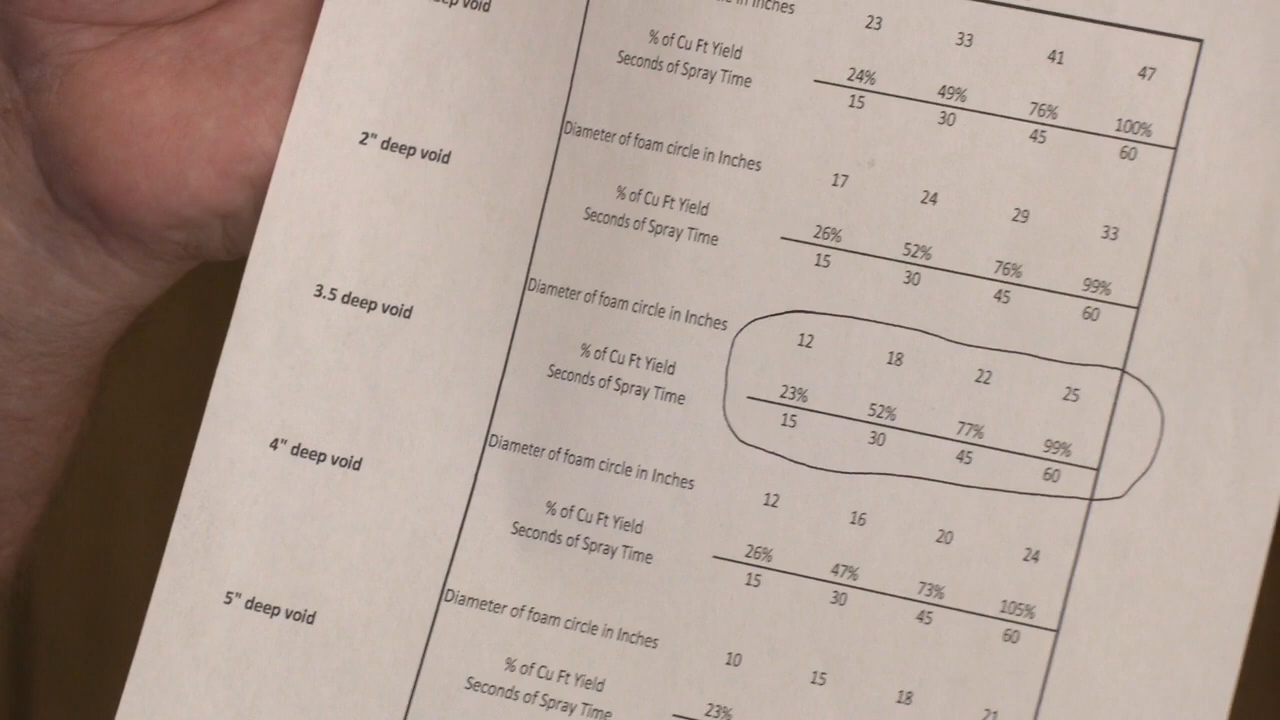 in Inches 23 33 41 47
void % of Cu Ft Yield 24% 49% 76% 100%
Seconds of Spray Time 15 30 45 60
Diameter of foam circle in Inches 17 24 29 33
2" deep void % of Cu Ft Yield 26% 52% 76% 99%
Seconds of Spray Time 15 30 45 60
Diameter of foam circle in Inches 12 18 22 25
3.5 deep void % of Cu Ft Yield 23% 52% 77% 99%
Seconds of Spray Time 15 30 45 60
Diameter of foam circle in Inches 12 16 20 24
4" deep void % of Cu Ft Yield 26% 47% 73% 105%
Seconds of Spray Time 15 30 45 60
Diameter of foam circle in Inches 10 15 18 21
5" deep void % of Cu Ft Yield 23%
Seconds of Spray Time